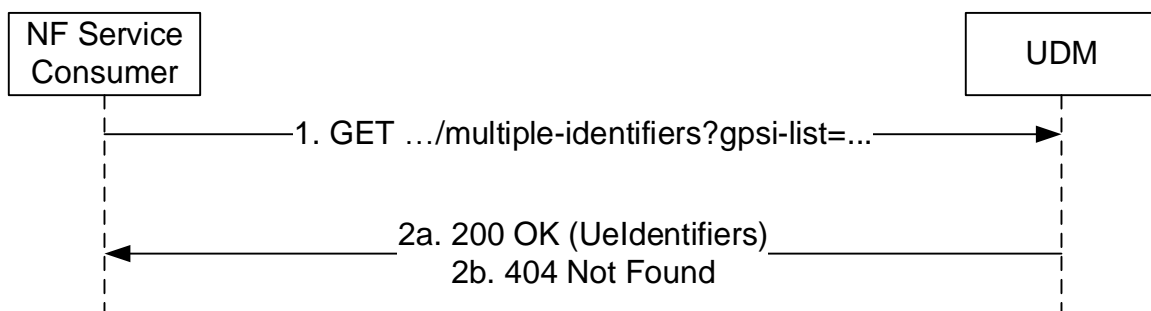 NF Service
Consumer
UDM
1. GET …/multiple-identifiers?gpsi-list=...
2a. 200 OK (UeIdentifiers)
2b. 404 Not Found